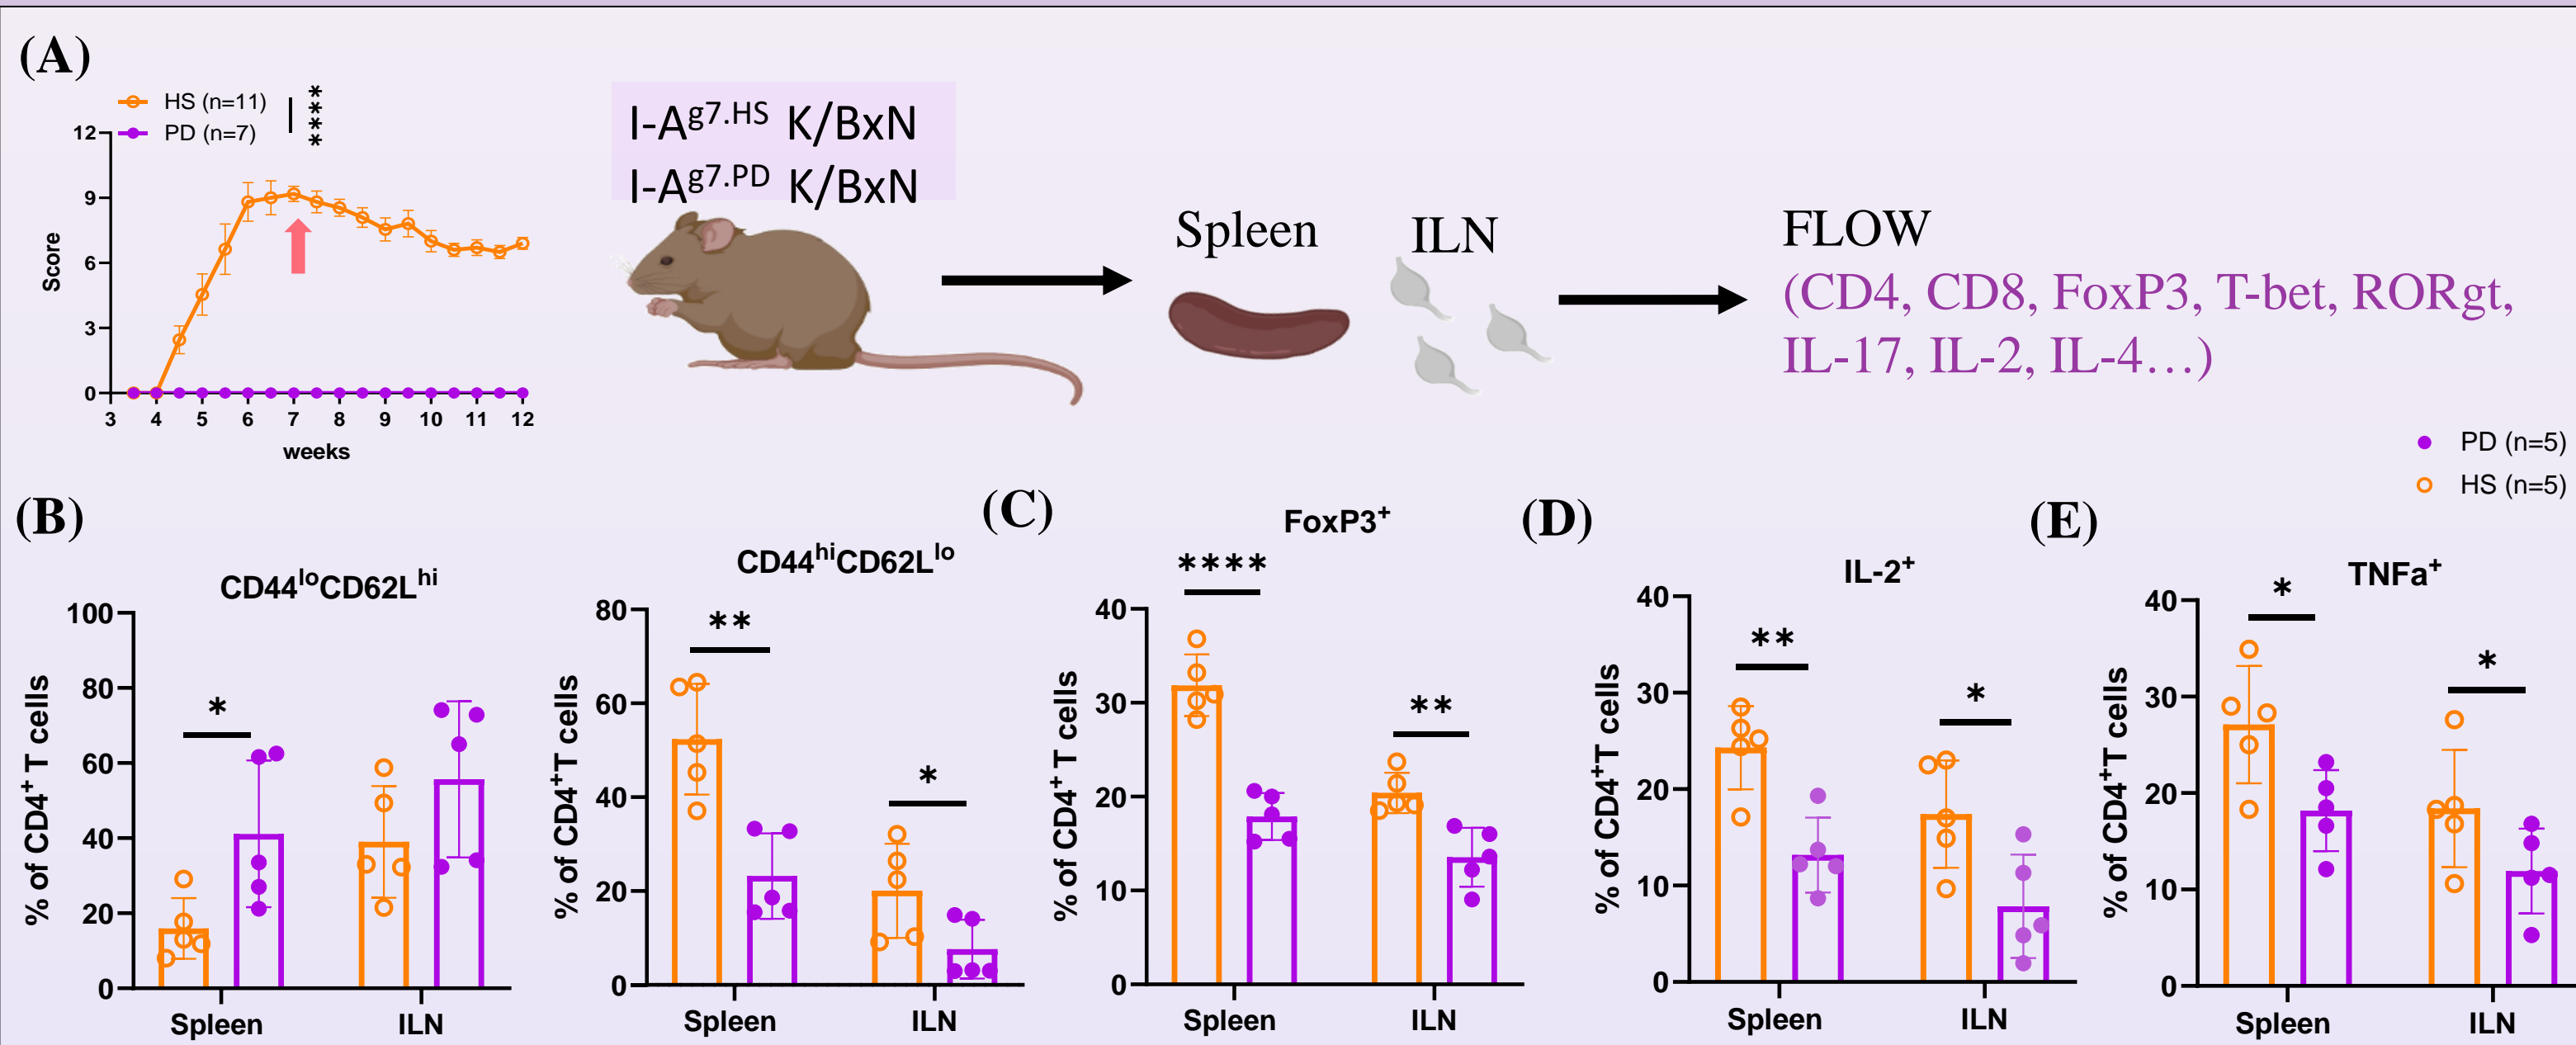 (A)
HS (n=11)
PD (n=7)
****
12
9
6
3
0
Score
3 4 5 6 7 8 9 10 11 12
weeks
I-Ag7.HS K/BxN
I-Ag7.PD K/BxN
Spleen
ILN
FLOW
(CD4, CD8, FoxP3, T-bet, RORgt,
IL-17, IL-2, IL-4…)
PD (n=5)
HS (n=5)
(B)
CD44loCD62Lhi
% of CD4+ T cells
100
80
60
40
20
0
*
Spleen ILN
CD44hiCD62Llo
% of CD4+T cells
80
60
40
20
0
**
*
Spleen ILN
(C)
FoxP3+
% of CD4+ T cells
40
30
20
10
0
****
**
Spleen ILN
(D)
IL-2+
% of CD4+T cells
40
30
20
10
0
**
*
Spleen ILN
(E)
TNFa+
% of CD4+T cells
40
30
20
10
0
*
*
Spleen ILN